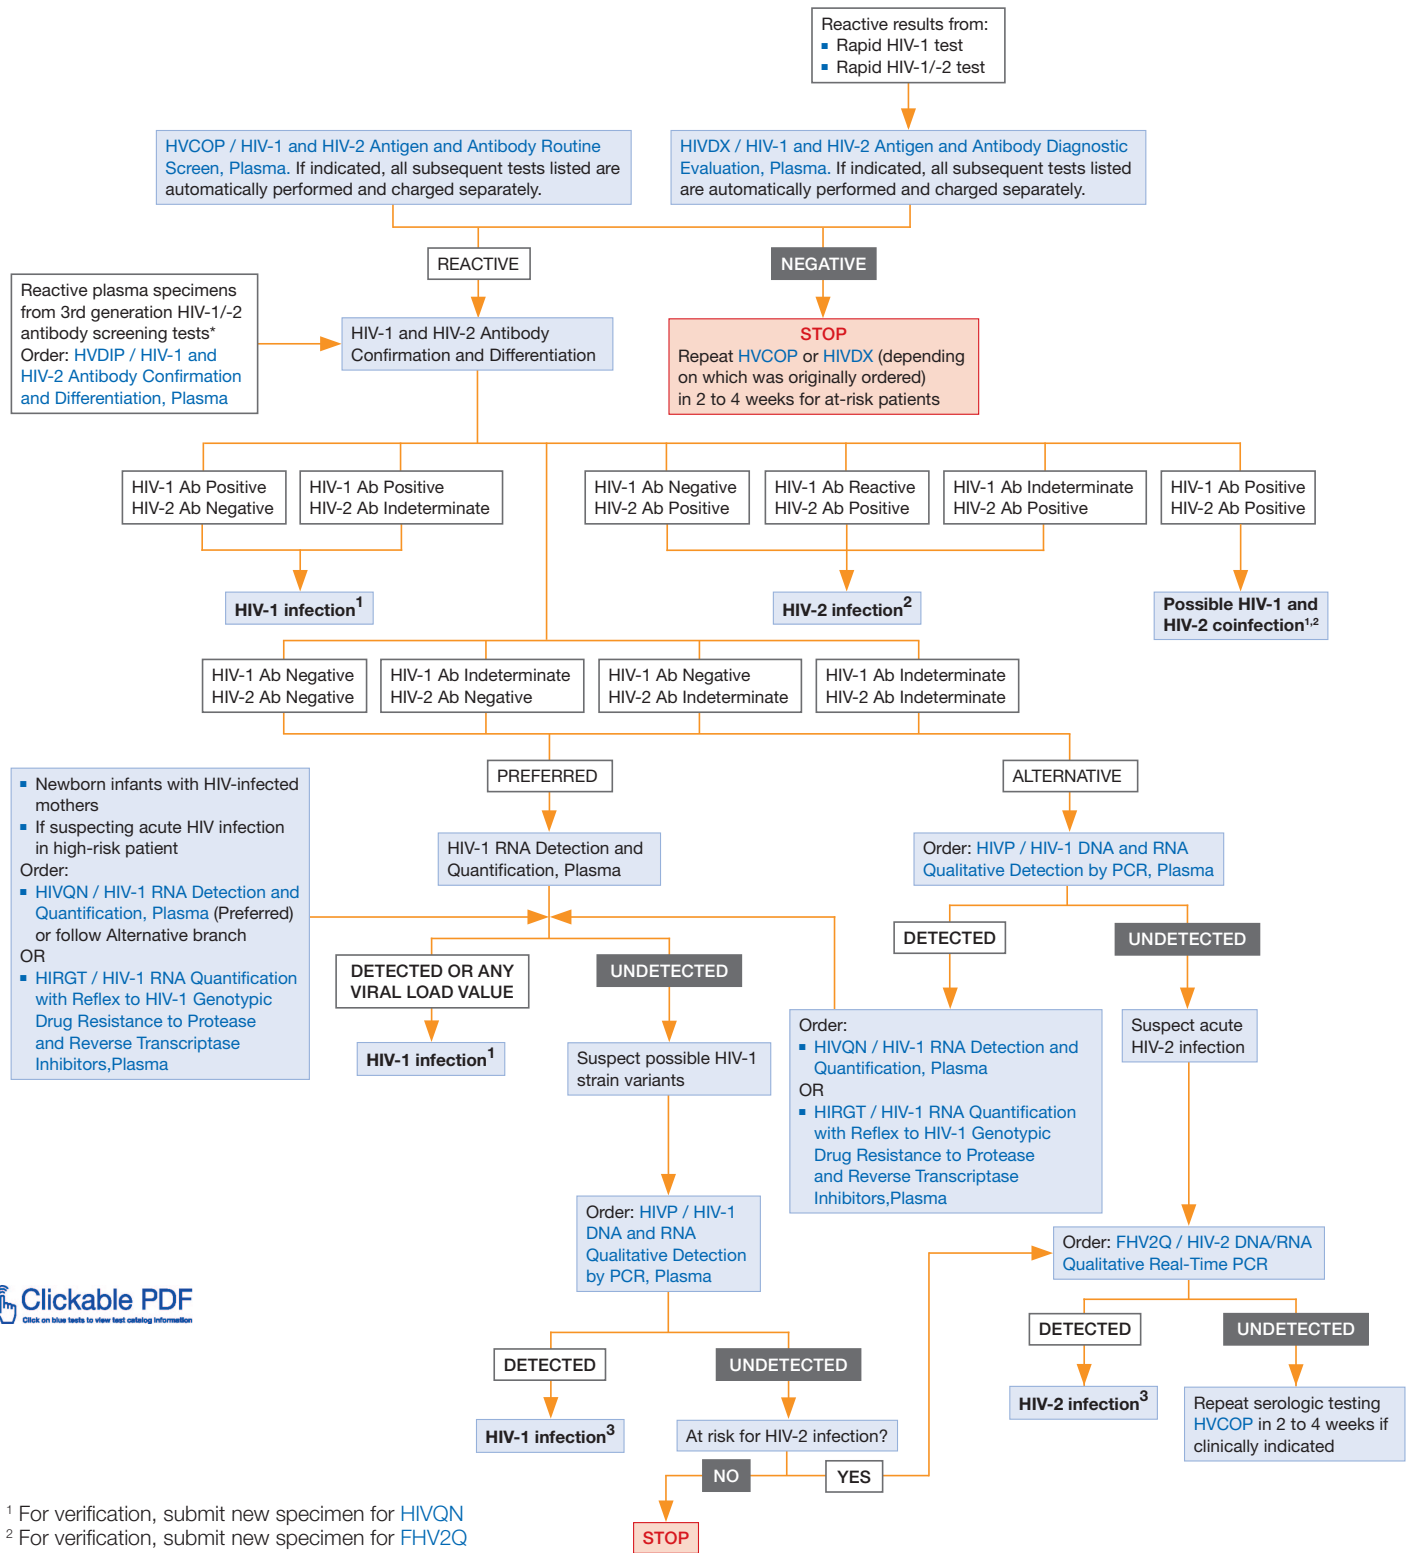 Reactive results from:
▪ Rapid HIV-1 test
▪ Rapid HIV-1/-2 test
HVCOP / HIV-1 and HIV-2 Antigen and Antibody Routine
Screen, Plasma. If indicated, all subsequent tests listed are
automatically performed and charged separately.
HIVDX / HIV-1 and HIV-2 Antigen and Antibody Diagnostic
Evaluation, Plasma. If indicated, all subsequent tests listed
are automatically performed and charged separately.
REACTIVE
NEGATIVE
Reactive plasma specimens
from 3rd generation HIV-1/-2
antibody screening tests*
Order: HVDIP / HIV-1 and
HIV-2 Antibody Confirmation
and Differentiation, Plasma
HIV-1 and HIV-2 Antibody
Confirmation and Differentiation
STOP
Repeat HVCOP or HIVDX (depending
on which was originally ordered)
in 2 to 4 weeks for at-risk patients
HIV-1 Ab Positive
HIV-2 Ab Negative
HIV-1 Ab Positive
HIV-2 Ab Indeterminate
HIV-1 Ab Negative
HIV-2 Ab Positive
HIV-1 Ab Reactive
HIV-2 Ab Positive
HIV-1 Ab Indeterminate
HIV-2 Ab Positive
HIV-1 Ab Positive
HIV-2 Ab Positive
HIV-1 infection1
HIV-2 infection2
Possible HIV-1 and
HIV-2 coinfection1,2
HIV-1 Ab Negative
HIV-2 Ab Negative
HIV-1 Ab Indeterminate
HIV-2 Ab Negative
HIV-1 Ab Negative
HIV-2 Ab Indeterminate
HIV-1 Ab Indeterminate
HIV-2 Ab Indeterminate
PREFERRED
ALTERNATIVE
▪ Newborn infants with HIV-infected
mothers
▪ If suspecting acute HIV infection
in high-risk patient
Order:
▪ HIVQN / HIV-1 RNA Detection and
Quantification, Plasma (Preferred)
or follow Alternative branch
OR
▪ HIRGT / HIV-1 RNA Quantification
with Reflex to HIV-1 Genotypic
Drug Resistance to Protease
and Reverse Transcriptase
Inhibitors,Plasma
HIV-1 RNA Detection and
Quantification, Plasma
Order: HIVP / HIV-1 DNA and RNA
Qualitative Detection by PCR, Plasma
DETECTED OR ANY
VIRAL LOAD VALUE
UNDETECTED
DETECTED
UNDETECTED
HIV-1 infection1
Suspect possible HIV-1
strain variants
Order:
▪ HIVQN / HIV-1 RNA Detection and
Quantification, Plasma
OR
▪ HIRGT / HIV-1 RNA Quantification
with Reflex to HIV-1 Genotypic
Drug Resistance to Protease
and Reverse Transcriptase
Inhibitors,Plasma
Suspect acute
HIV-2 infection
Order: HIVP / HIV-1
DNA and RNA
Qualitative Detection
by PCR, Plasma
Order: FHV2Q / HIV-2 DNA/RNA
Qualitative Real-Time PCR
Clickable PDF
Click on blue tests to view test catalog information
DETECTED
UNDETECTED
DETECTED
UNDETECTED
HIV-1 infection3
At risk for HIV-2 infection?
HIV-2 infection3
Repeat serologic testing
HVCOP in 2 to 4 weeks if
clinically indicated
NO
YES
STOP
1 For verification, submit new specimen for HIVQN
2 For verification, submit new specimen for FHV2Q